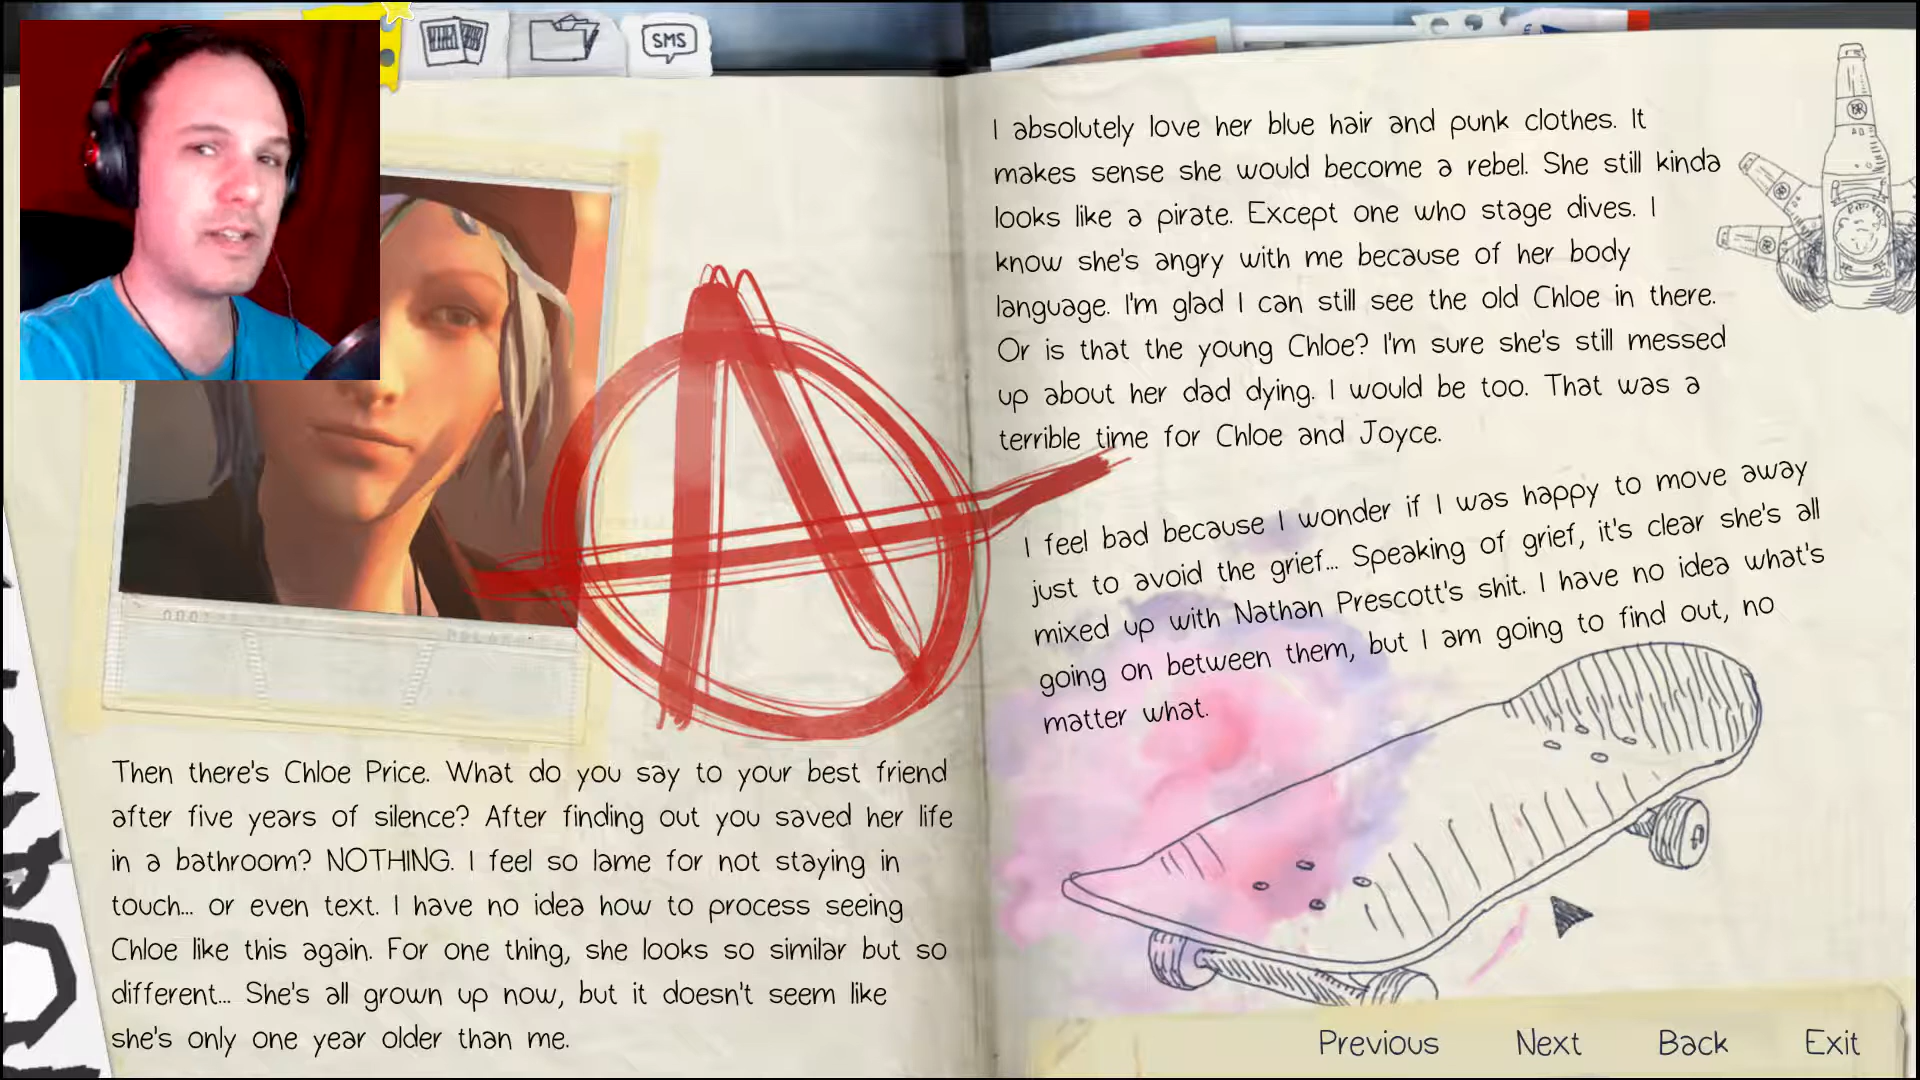 SMS
Then there's Chloe Price. What do you say to your best friend
after five years of silence? After finding out you saved her life
in a bathroom? NOTHING. I feel so lame for not staying in
touch... or even text. I have no idea how to process seeing
Chloe like this again. For one thing, she looks so similar but so
different... She's all grown up now, but it doesn't seem like
she's only one year older than me.
I absolutely love her blue hair and punk clothes. It
makes sense she would become a rebel. She still kinda
looks like a pirate. Except one who stage dives. I
know she's angry with me because of her body
language. I'm glad I can still see the old Chloe in there.
Or is that the young Chloe? I'm sure she's still messed
up about her dad dying. I would be too. That was a
terrible time for Chloe and Joyce.
I feel bad because I wonder if I was happy to move away
just to avoid the grief... Speaking of grief, it's clear she's all
mixed up with Nathan Prescott's shit. I have no idea what's
going on between them, but I am going to find out, no
matter what.
Previous Next Back Exit